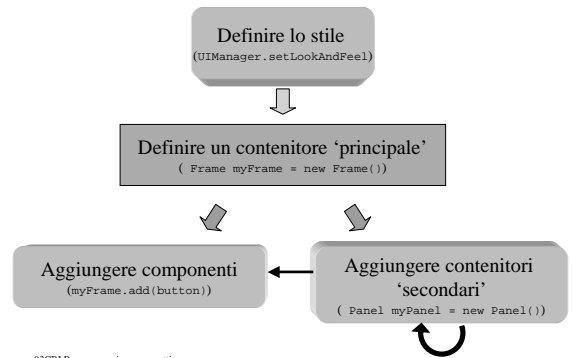 Definire lo stile
(UIManager.setLookAndFeel)
Definire un contenitore ‘principale’
( Frame myFrame = new Frame())
Aggiungere componenti
(myFrame.add(button))
Aggiungere contenitori
‘secondari’
( Panel myPanel = new Panel())